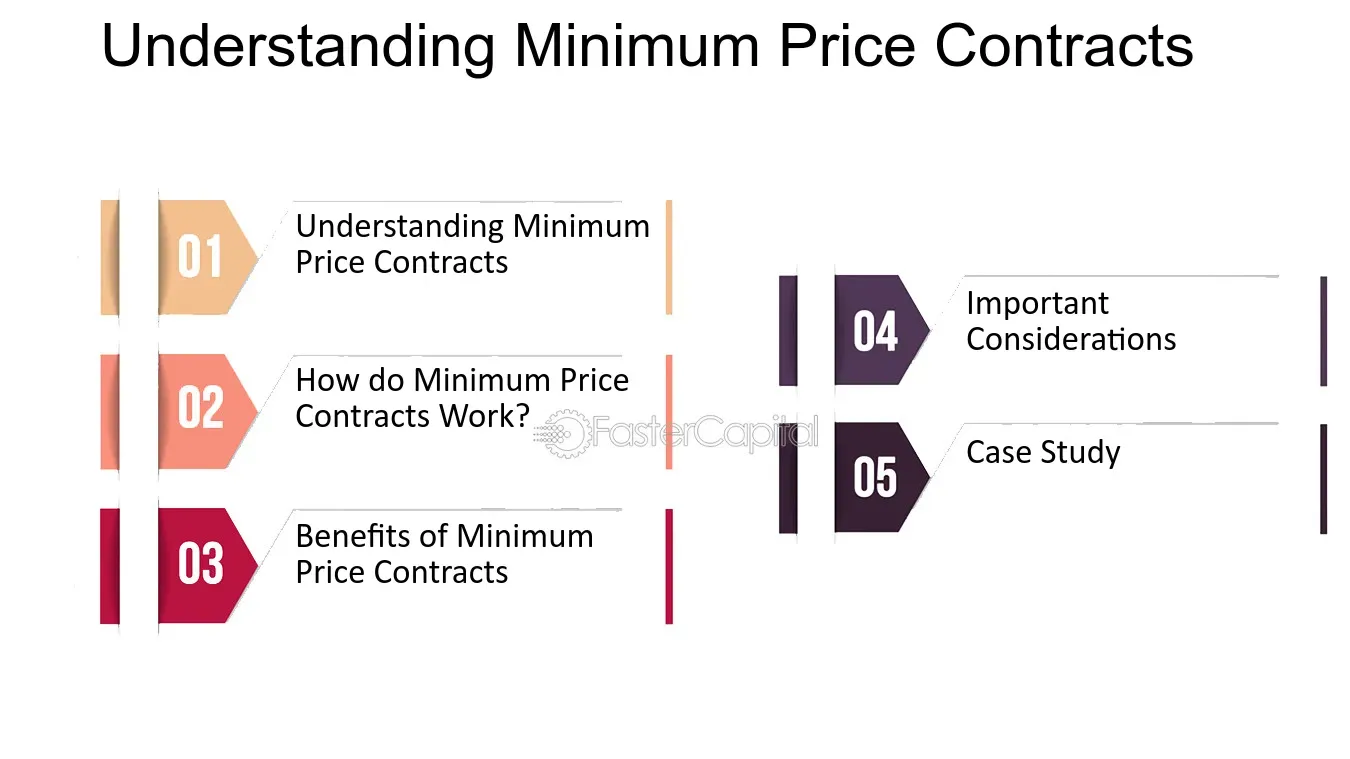 Understanding Minimum Price Contracts
01
Understanding Minimum
Price Contracts
02
How do Minimum Price
Contracts Work?
03
Benefits of Minimum
Price Contracts
04
Important
Considerations
05
Case Study
FasterCapital